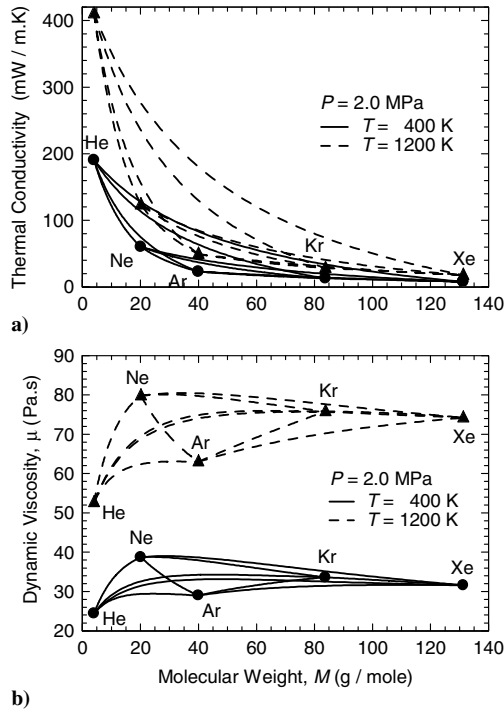 Thermal Conductivity (mW / m.K)
400
300
200
100
0
P = 2.0 MPa
T = 400 K
T = 1200 K
He
Ne
Ar
Kr
Xe
0 20 40 60 80 100 120 140
a)
Dynamic Viscosity, μ (Pa.s)
90
80
70
60
50
40
30
20
Ne
Ar
Kr
Xe
He
P = 2.0 MPa
T = 400 K
T = 1200 K
Ne
Kr
Xe
He
Ar
0 20 40 60 80 100 120 140
Molecular Weight, M (g / mole)
b)